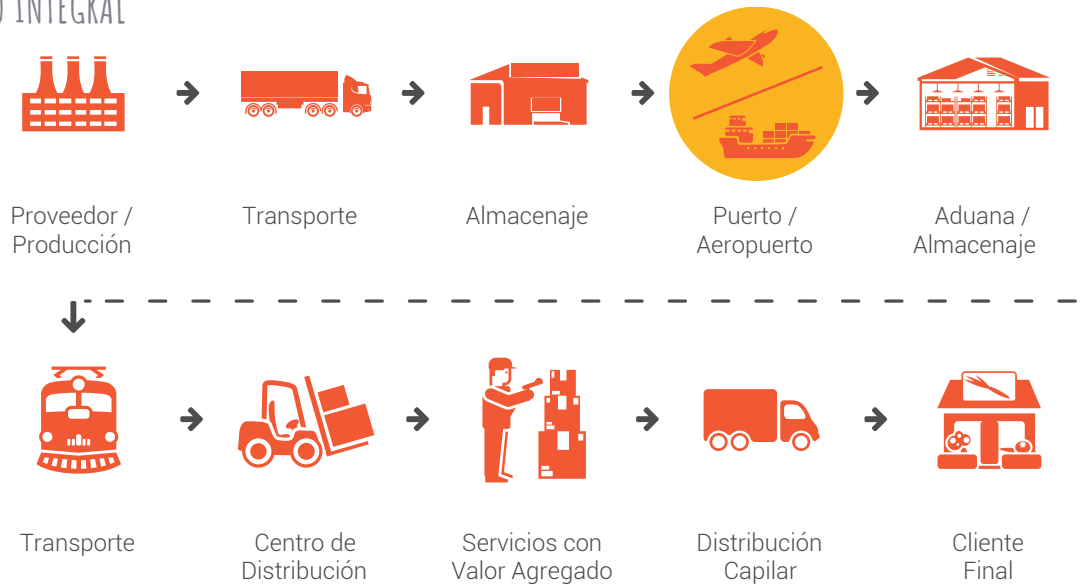 INTEGRAL
Proveedor /
Producción
Transporte
Almacenaje
Puerto /
Aeropuerto
Aduana /
Almacenaje
Transporte
Centro de
Distribución
Servicios con
Valor Agregado
Distribución
Capilar
Cliente
Final